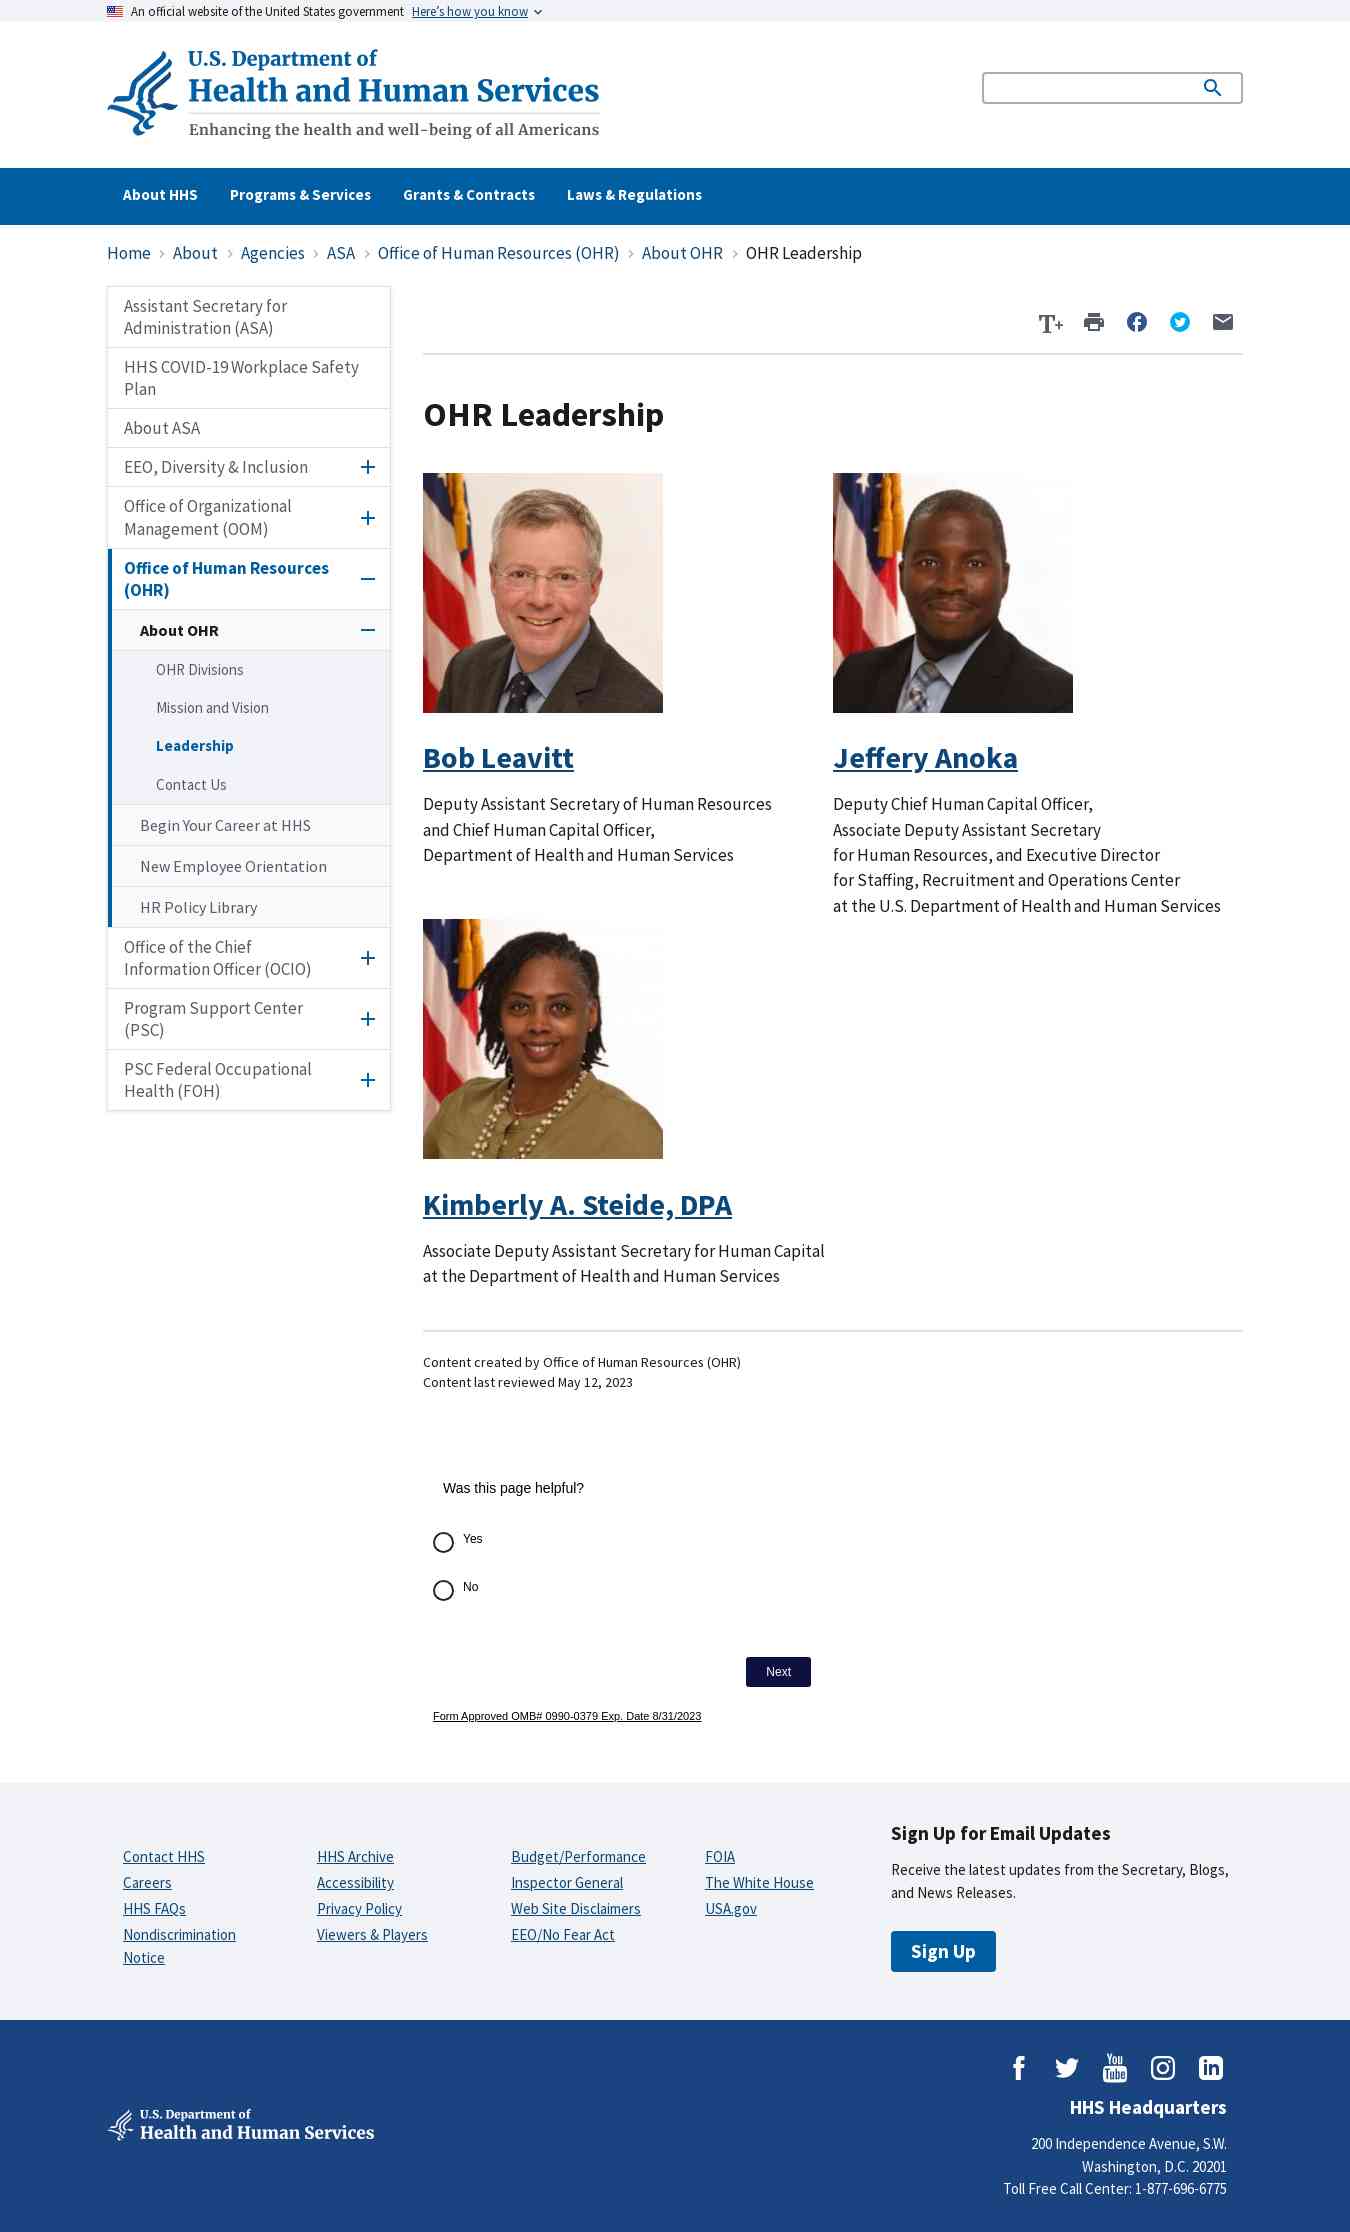 An official website of the United States government Here’s how you know
U.S. Department of
Health and Human Services
Enhancing the health and well-being of all Americans
About HHS Programs & Services Grants & Contracts Laws & Regulations
Home About Agencies ASA Office of Human Resources (OHR) About OHR OHR Leadership
Assistant Secretary for
Administration (ASA)
HHS COVID-19 Workplace Safety
Plan
About ASA
EEO, Diversity & Inclusion
Office of Organizational
Management (OOM)
Office of Human Resources
(OHR)
About OHR
OHR Divisions
Mission and Vision
Leadership
Contact Us
Begin Your Career at HHS
New Employee Orientation
HR Policy Library
Office of the Chief
Information Officer (OCIO)
Program Support Center
(PSC)
PSC Federal Occupational
Health (FOH)
T+
OHR Leadership
Bob Leavitt
Deputy Assistant Secretary of Human Resources
and Chief Human Capital Officer,
Department of Health and Human Services
Jeffery Anoka
Deputy Chief Human Capital Officer,
Associate Deputy Assistant Secretary
for Human Resources, and Executive Director
for Staffing, Recruitment and Operations Center
at the U.S. Department of Health and Human Services
Kimberly A. Steide, DPA
Associate Deputy Assistant Secretary for Human Capital
at the Department of Health and Human Services
Content created by Office of Human Resources (OHR)
Content last reviewed May 12, 2023
Was this page helpful?
Yes
No
Next
Form Approved OMB# 0990-0379 Exp. Date 8/31/2023
Contact HHS
Careers
HHS FAQs
Nondiscrimination
Notice
HHS Archive
Accessibility
Privacy Policy
Viewers & Players
Budget/Performance
Inspector General
Web Site Disclaimers
EEO/No Fear Act
FOIA
The White House
USA.gov
Sign Up for Email Updates
Receive the latest updates from the Secretary, Blogs,
and News Releases.
Sign Up
You
Tube
U.S. Department of
Health and Human Services
HHS Headquarters
200 Independence Avenue, S.W.
Washington, D.C. 20201
Toll Free Call Center: 1-877-696-6775